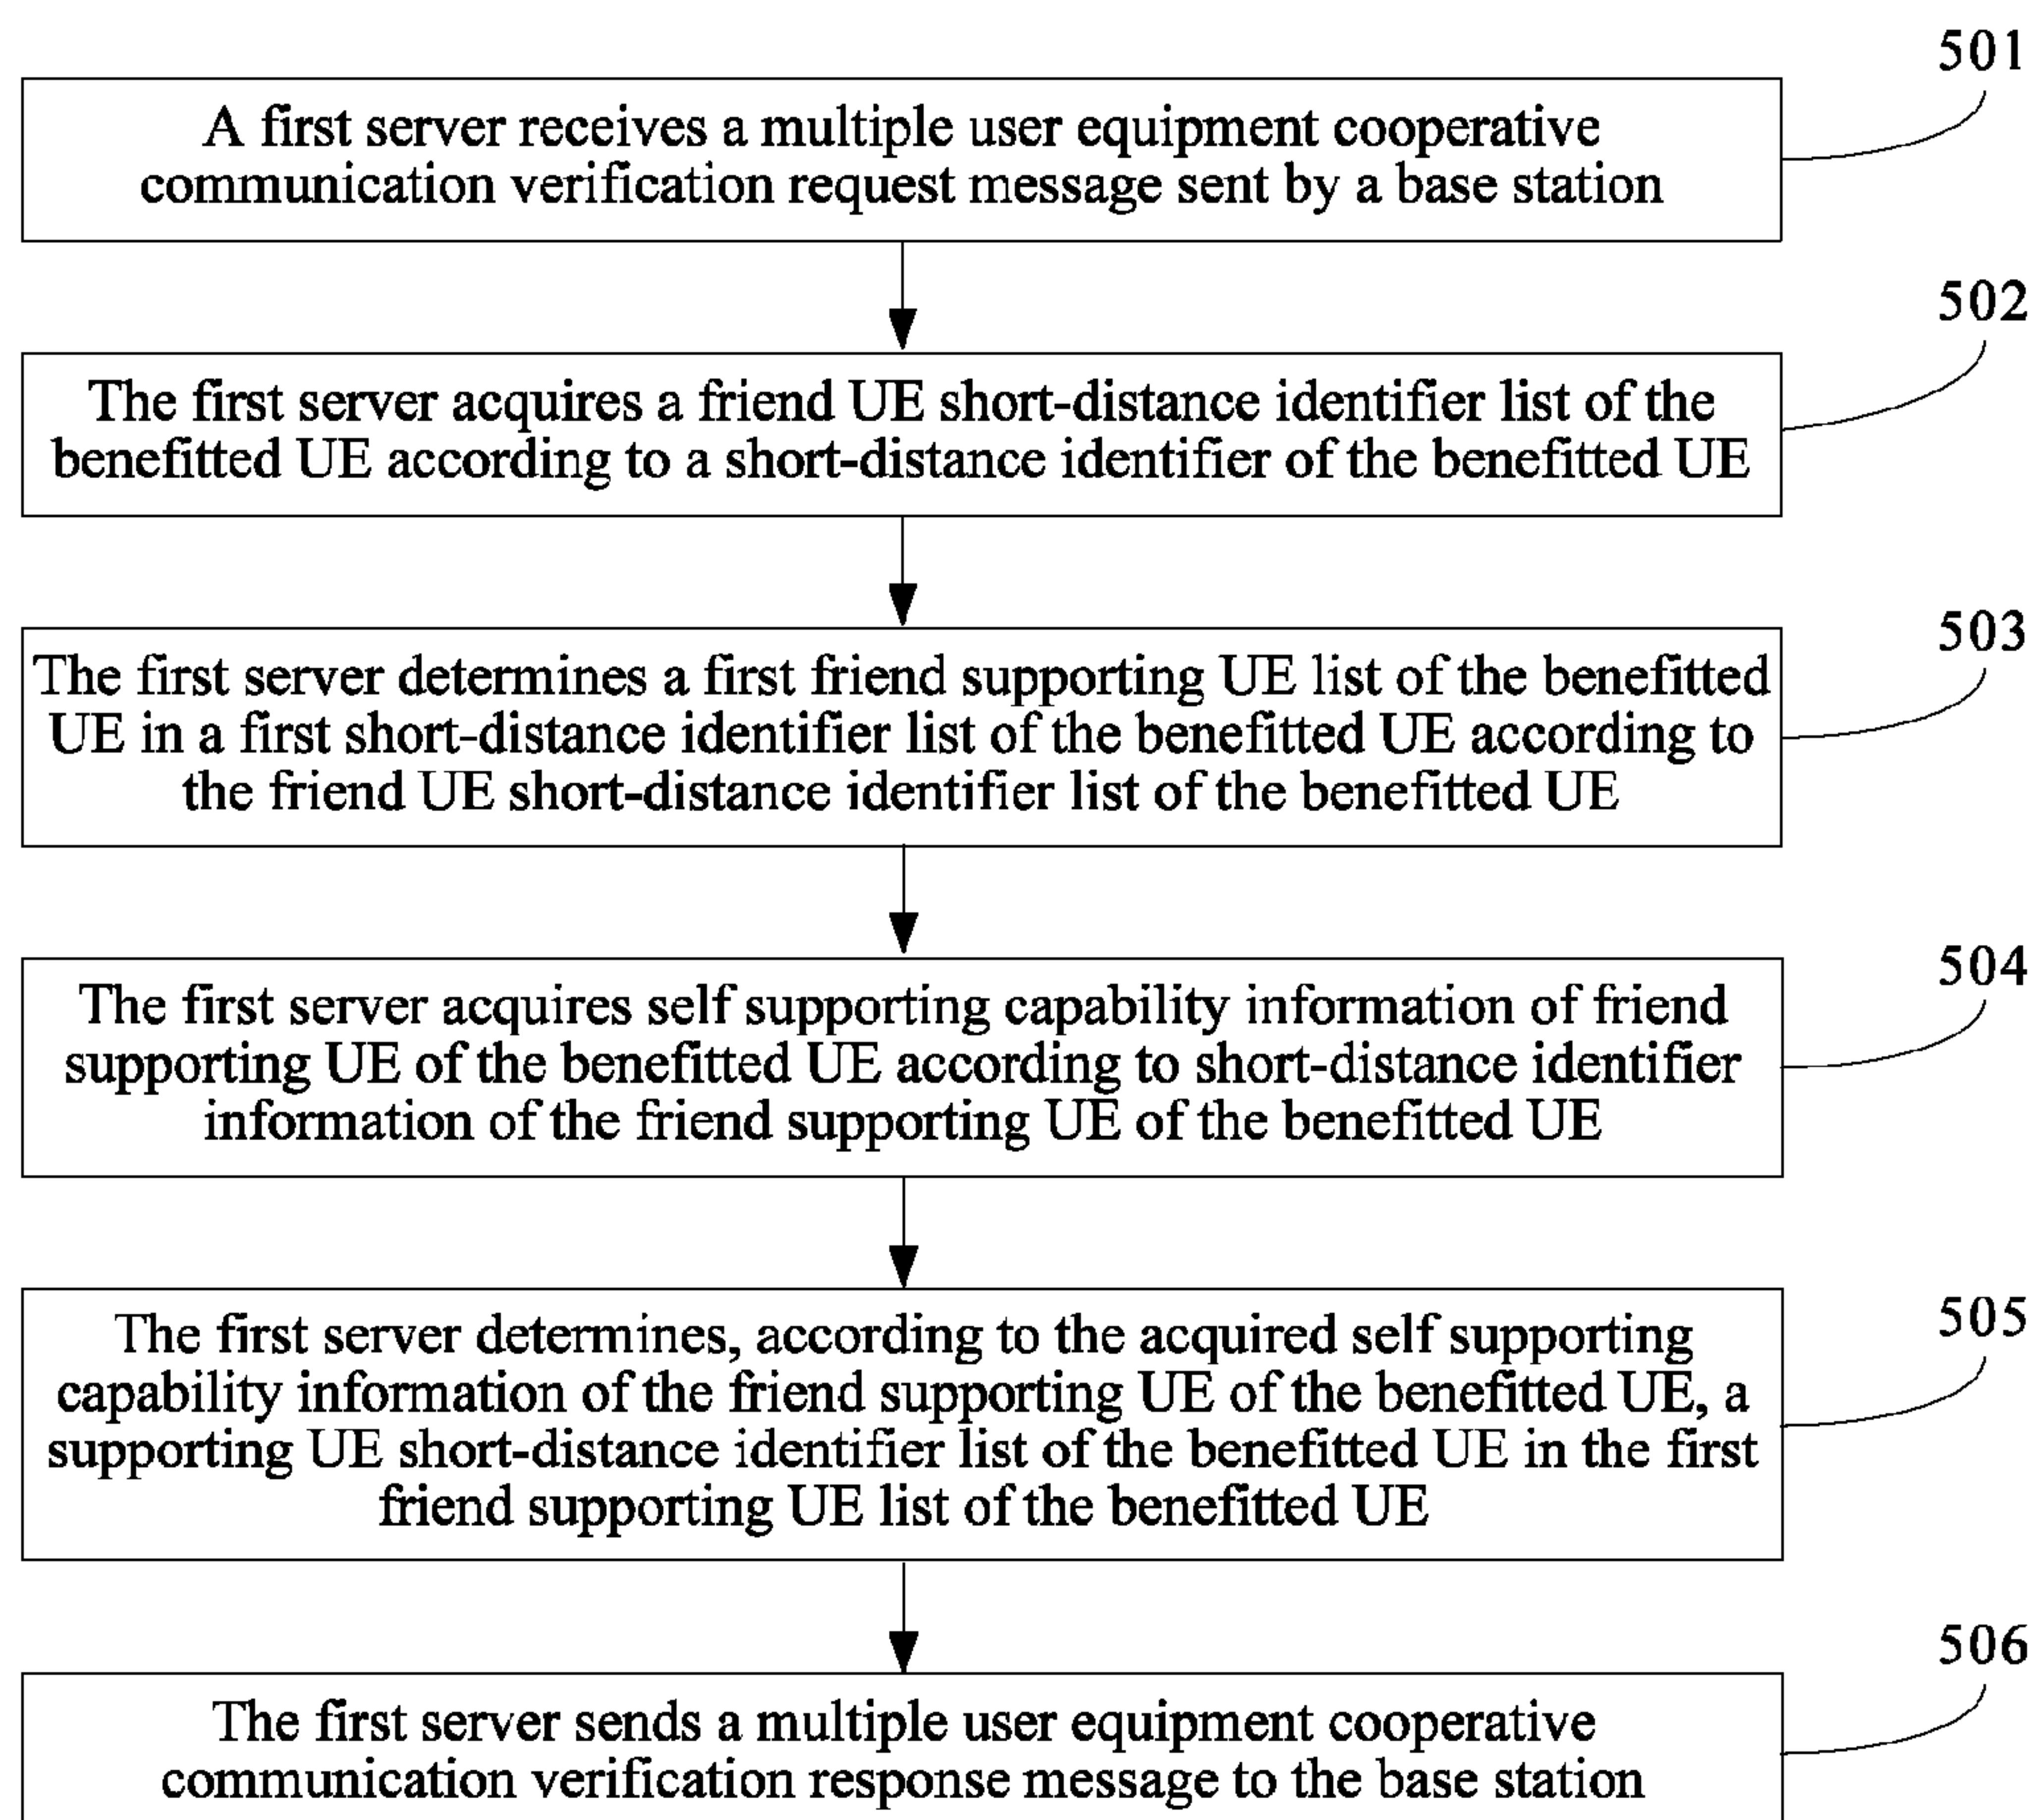 501
A first server receives a multiple user equipment cooperative
communication verification request message sent by a base station
502
The first server acquires a friend UE short-distance identifier list of the
benefitted UE according to a short-distance identifier of the benefitted UE
503
The first server determines a first friend supporting UE list of the benefitted
UE in a first short-distance identifier list of the benefitted UE according to
the friend UE short-distance identifier list of the benefitted UE
504
The first server acquires self supporting capability information of friend
supporting UE of the benefitted UE according to short-distance identifier
information of the friend supporting UE of the benefitted UE
505
The first server determines, according to the acquired self supporting
capability information of the friend supporting UE of the benefitted UE, a
supporting UE short-distance identifier list of the benefitted UE in the first
friend supporting UE list of the benefitted UE
506
The first server sends a multiple user equipment cooperative
communication verification response message to the base station